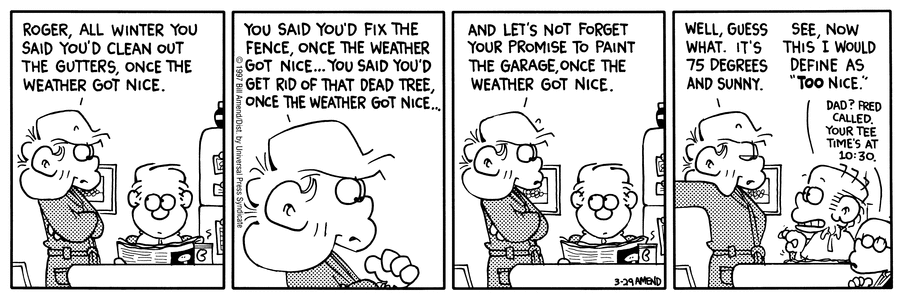 ROGER, ALL WINTER YOU
SAID YOU'D CLEAN OUT
THE GUTTERS, ONCE THE
WEATHER GOT NICE.
© 1997 Bill Amend/Dist. by Universal Press Syndicate
YOU SAID YOU'D FIX THE
FENCE, ONCE THE WEATHER
GOT NICE... YOU SAID YOU'D
GET RID OF THAT DEAD TREE,
ONCE THE WEATHER GOT NICE...
AND LET'S NOT FORGET
YOUR PROMISE TO PAINT
THE GARAGE, ONCE THE
WEATHER GOT NICE.
3-29 AMEND
WELL, GUESS
WHAT. IT'S
75 DEGREES
AND SUNNY.
SEE, NOW
THIS I WOULD
DEFINE AS
"TOO NICE."
DAD? FRED
CALLED.
YOUR TEE
TIME'S AT
10:30.